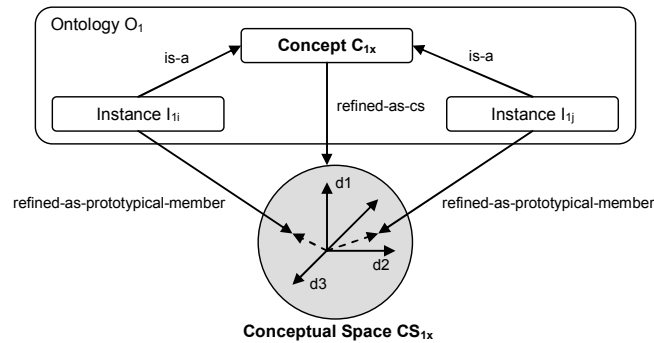 Ontology O1
Concept C1x
is-a
is-a
Instance I1i
Instance I1j
refined-as-cs
refined-as-prototypical-member
refined-as-prototypical-member
d1
d2
d3
Conceptual Space CS1x